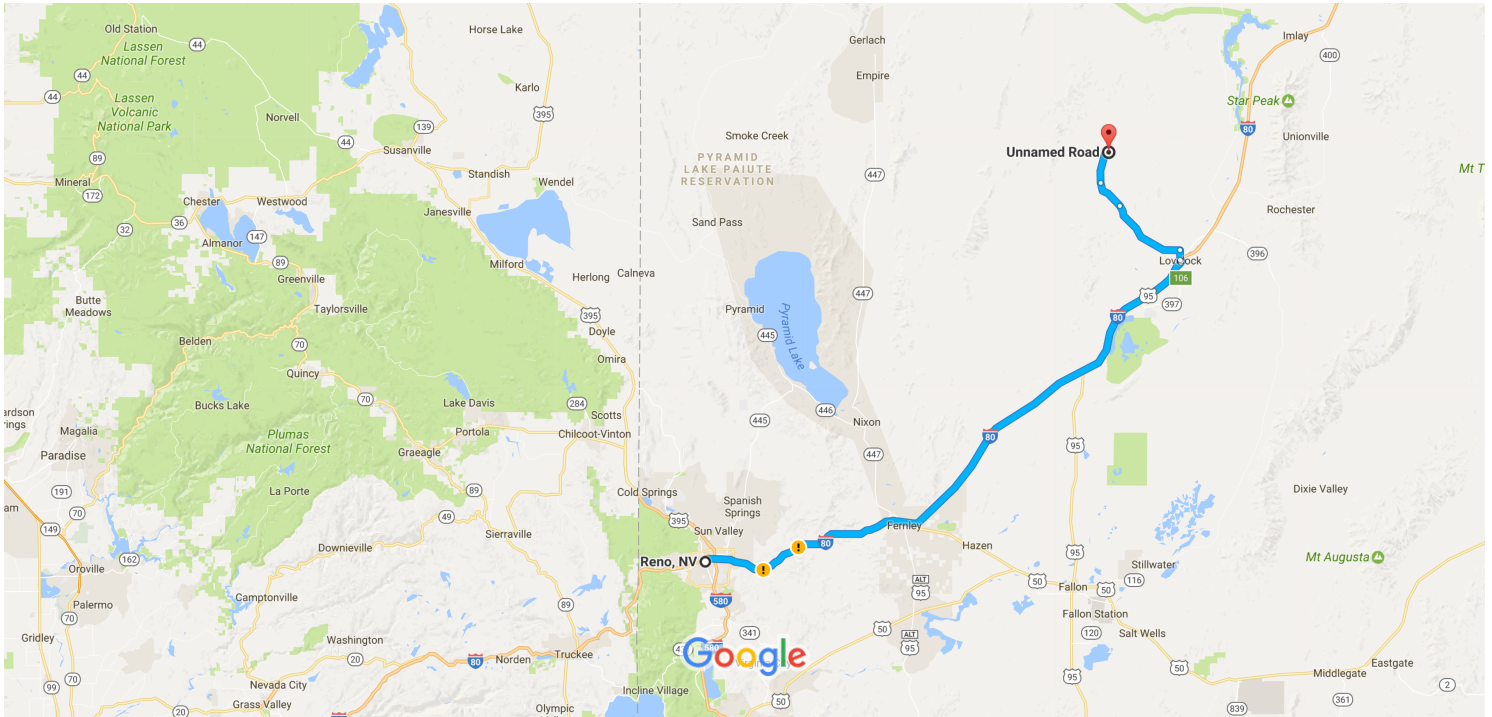 Old Station
44
Lassen
National Forest
Horse Lake
Gerlach
Imlay
400
44
Karlo
Empire
44
Lassen
Volcanic
National Park
Norvell
395
Star Peak
80
139
Smoke Creek
Unnamed Road
Unionville
44
Susanville
PYRAMID
LAKE PAIUTE
RESERVATION
89
Standish
447
Mt T
Mineral
172
Wendel
Chester
Westwood
Janesville
Rochester
36
32
Almanor
147
Sand Pass
89
Milford
396
Lovelock
106
Greenville
Herlong
Calneva
447
95
397
Butte
Meadows
Taylorsville
395
Pyramid
Pyramid Lake
80
Doyle
445
Belden
70
Omira
Quincy
70
Bucks Lake
Lake Davis
284
Scotts
446
445
Nixon
80
Magalia
Plumas
National Forest
Portola
Chilcoot-Vinton
95
Paradise
Graeagle
447
191
La Porte
89
Cold Springs
Spanish
Springs
Dixie Valley
70
49
395
Sun Valley
Fernley
149
Sierraville
80
Hazen
162
Downieville
Reno, NV
95
Mt Augusta
Oroville
Stillwater
ALT
95
50
116
Camptonville
580
Fallon
50
Palermo
89
Fallon Station
70
Gridley
Washington
341
50
ALT
95
120
Salt Wells
Google
20
80
Norden
Truckee
50
Eastgate
Middlegate
99
70
Nevada City
Incline Village
95
2
20
Grass Valley
Olympic
50
839
361